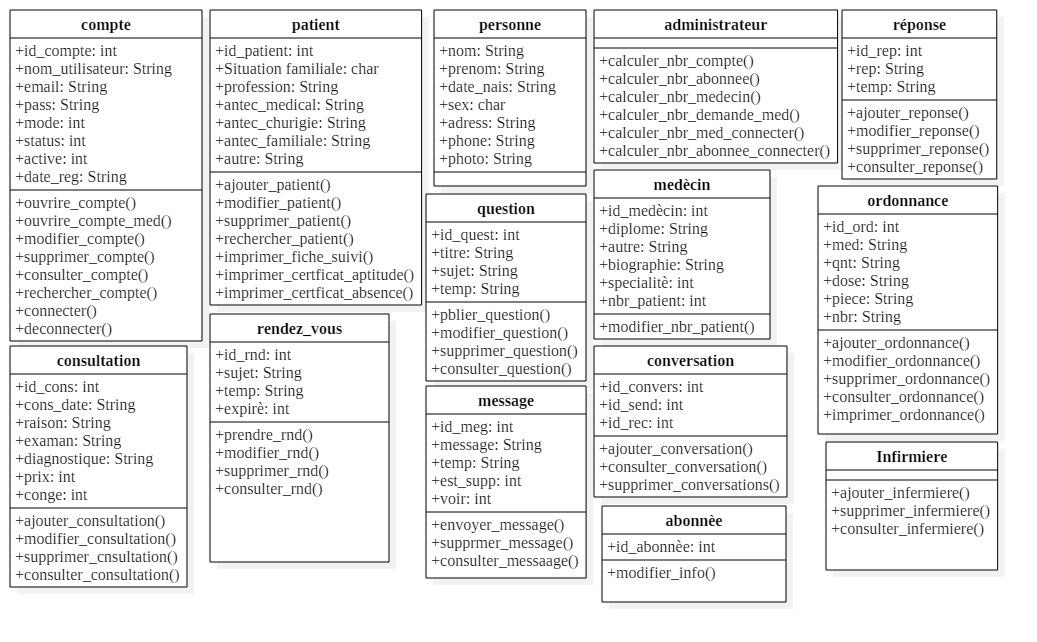 compte
+id_compte: int
+nom_utilisateur: String
+email: String
+pass: String
+mode: int
+status: int
+active: int
+date_reg: String
+ouvrire_compte()
+ouvrire_compte_med()
+modifier_compte()
+supprimer_compte()
+consulter_compte()
+rechercher_compte()
+connecter()
+deconnecter()
patient
+id_patient: int
+Situation familiale: char
+profession: String
+antec_medical: String
+antec_churigie: String
+antec_familiale: String
+autre: String
+ajouter_patient()
+modifier_patient()
+supprimer_patient()
+rechercher_patient()
+imprimer_fiche_suivi()
+imprimer_certficat_aptitude()
+imprimer_certficat_absence()
personne
+nom: String
+prenom: String
+date_nais: String
+sex: char
+adress: String
+phone: String
+photo: String
administrateur
+calculer_nbr_compte()
+calculer_nbr_abonnee()
+calculer_nbr_medecin()
+calculer_nbr_demande_med()
+calculer_nbr_med_connecter()
+calculer_nbr_abonnee_connecter()
réponse
+id_rep: int
+rep: String
+temp: String
+ajouter_reponse()
+modifier_reponse()
+supprimer_reponse()
+consulter_reponse()
question
+id_quest: int
+titre: String
+sujet: String
+temp: String
+pblier_question()
+modifier_question()
+supprimer_question()
+consulter_question()
medècin
+id_medècin: int
+diplome: String
+autre: String
+biographie: String
+specialitè: int
+nbr_patient: int
+modifier_nbr_patient()
ordonnance
+id_ord: int
+med: String
+qnt: String
+dose: String
+piece: String
+nbr: String
+ajouter_ordonnance()
+modifier_ordonnance()
+supprimer_ordonnance()
+consulter_ordonnance()
+imprimer_ordonnance()
consultation
+id_cons: int
+cons_date: String
+raison: String
+examan: String
+diagnostique: String
+prix: int
+conge: int
+ajouter_consultation()
+modifier_consultation()
+supprimer_cnsultation()
+consulter_consultation()
rendez_vous
+id_rnd: int
+sujet: String
+temp: String
+expirè: int
+prendre_rnd()
+modifier_rnd()
+supprimer_rnd()
+consulter_rnd()
message
+id_meg: int
+message: String
+temp: String
+est_supp: int
+voir: int
+envoyer_message()
+supprmer_message()
+consulter_messaage()
conversation
+id_convers: int
+id_send: int
+id_rec: int
+ajouter_conversation()
+consulter_conversation()
+supprimer_conversations()
abonnèe
+id_abonnèe: int
+modifier_info()
Infirmiere
+ajouter_infermiere()
+supprimer_infermiere()
+consulter_infermiere()